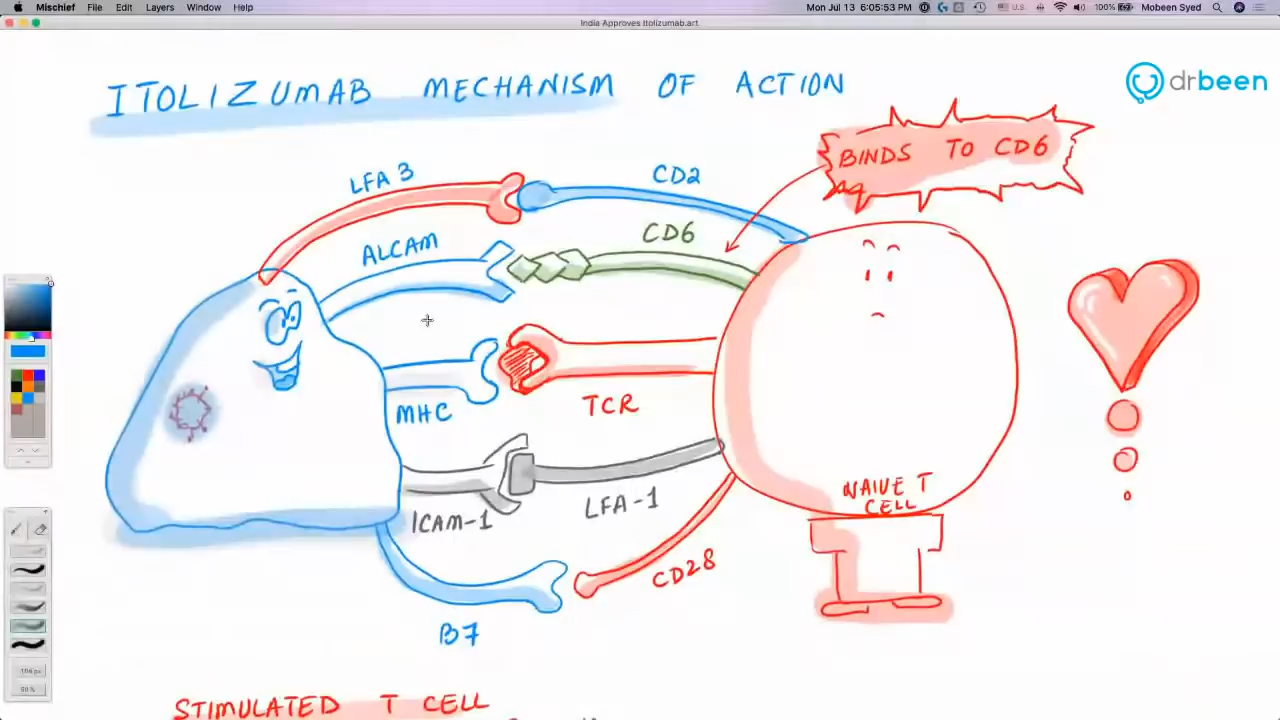 Mischief File Edit Layers Window Help U.S. 100% Mon Jul 13 6:05:53 PM Mobeen Syed
India Approves Itolizumab.art
ITOLIZUMAB MECHANISM OF ACTION
drbeen
BINDS TO CD6
LFA 3
CD2
ALCAM
CD6
MHC
TCR
NAIVE T
CELL
ICAM-1
LFA-1
CD28
B7
STIMULATED T CELL